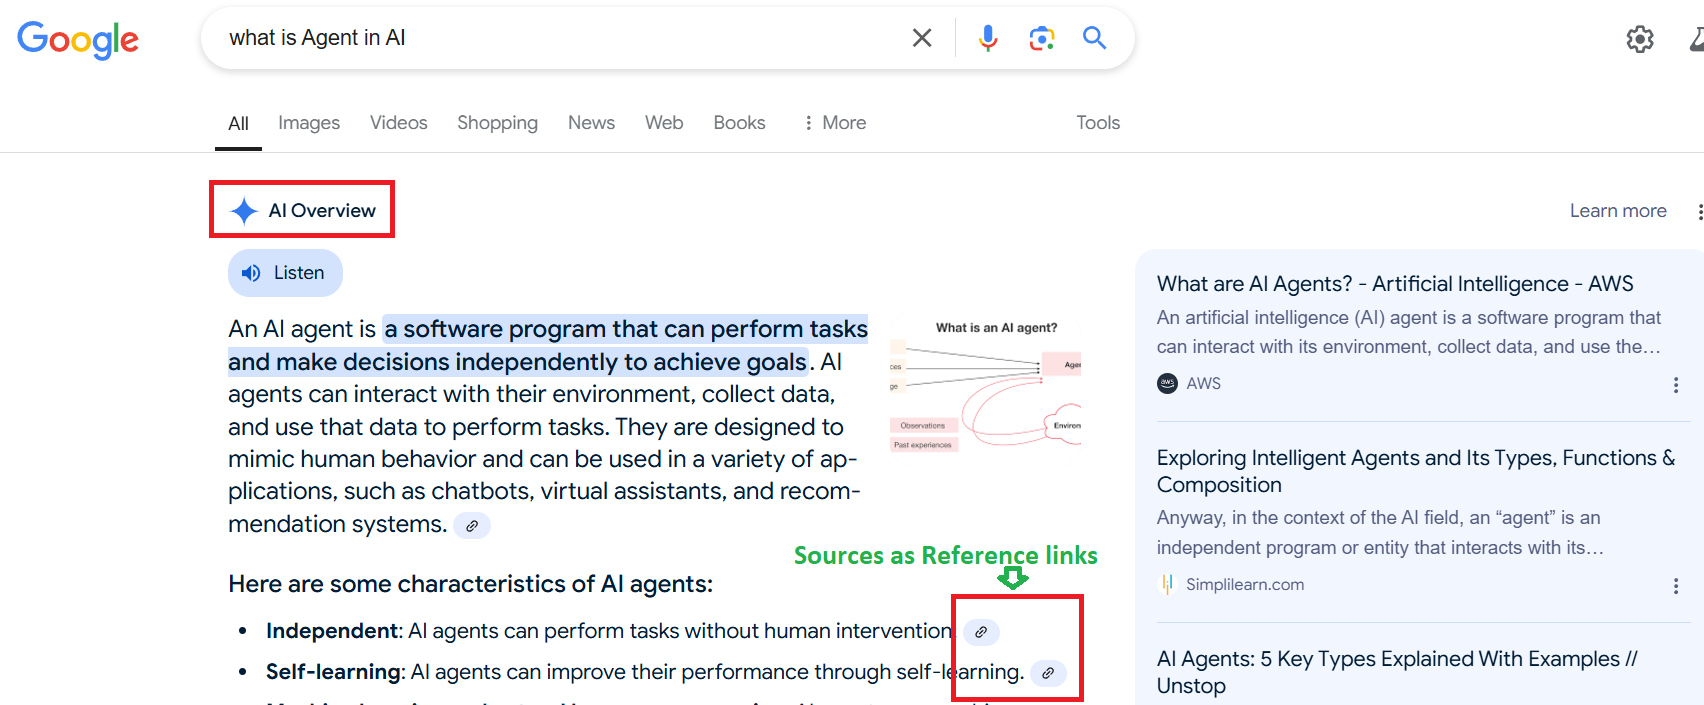 Google
what is Agent in AI
All Images Videos Shopping News Web Books More Tools
AI Overview
Learn more
Listen
An AI agent is a software program that can perform tasks
and make decisions independently to achieve goals. AI
agents can interact with their environment, collect data,
and use that data to perform tasks. They are designed to
mimic human behavior and can be used in a variety of ap-
plications, such as chatbots, virtual assistants, and recom-
mendation systems.
What is an AI agent?
Observations
Past experiences
Sources as Reference links
Here are some characteristics of AI agents:
• Independent: AI agents can perform tasks without human intervention
• Self-learning: AI agents can improve their performance through self-learning.
What are AI Agents? - Artificial Intelligence - AWS
An artificial intelligence (AI) agent is a software program that
can interact with its environment, collect data, and use the...
aws AWS
Exploring Intelligent Agents and Its Types, Functions &
Composition
Anyway, in the context of the AI field, an “agent” is an
independent program or entity that interacts with its...
Simplilearn.com
AI Agents: 5 Key Types Explained With Examples //
Unstop